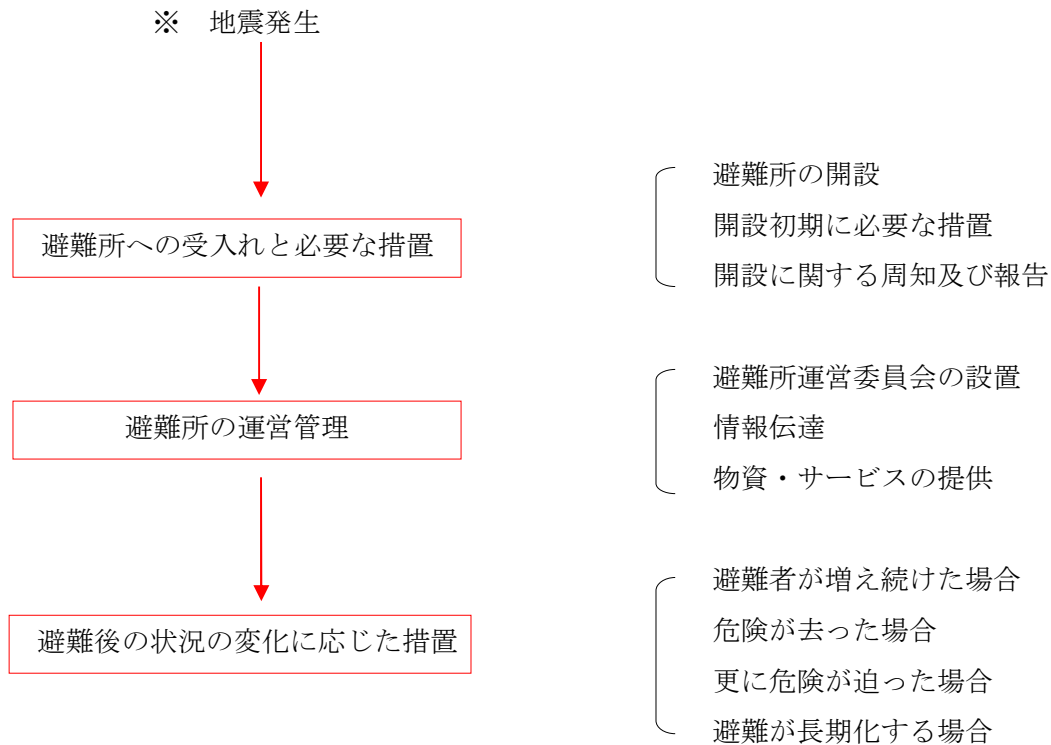 ※　地震発生
避難所への受入れと必要な措置
避難所の開設
開設初期に必要な措置
開設に関する周知及び報告
避難所の運営管理
避難所運営委員会の設置
情報伝達
物資・サービスの提供
避難後の状況の変化に応じた措置
避難者が増え続けた場合
危険が去った場合
更に危険が迫った場合
避難が長期化する場合